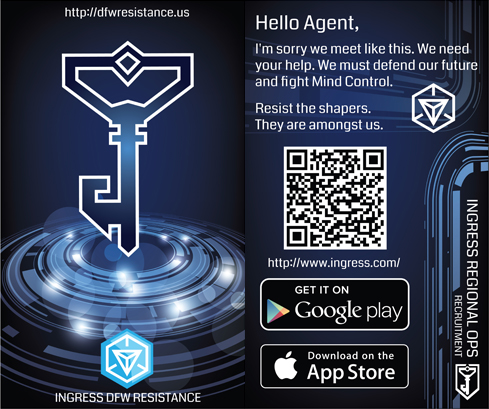 http://dfwresistance.us
INGRESS DFW RESISTANCE
Hello Agent,
I'm sorry we meet like this. We need
your help. We must defend our future
and fight Mind Control.
Resist the shapers.
They are amongst us.
http://www.ingress.com/
GET IT ON
Google play
Download on the
App Store
INGRESS REGIONAL OPS
RECRUITMENT